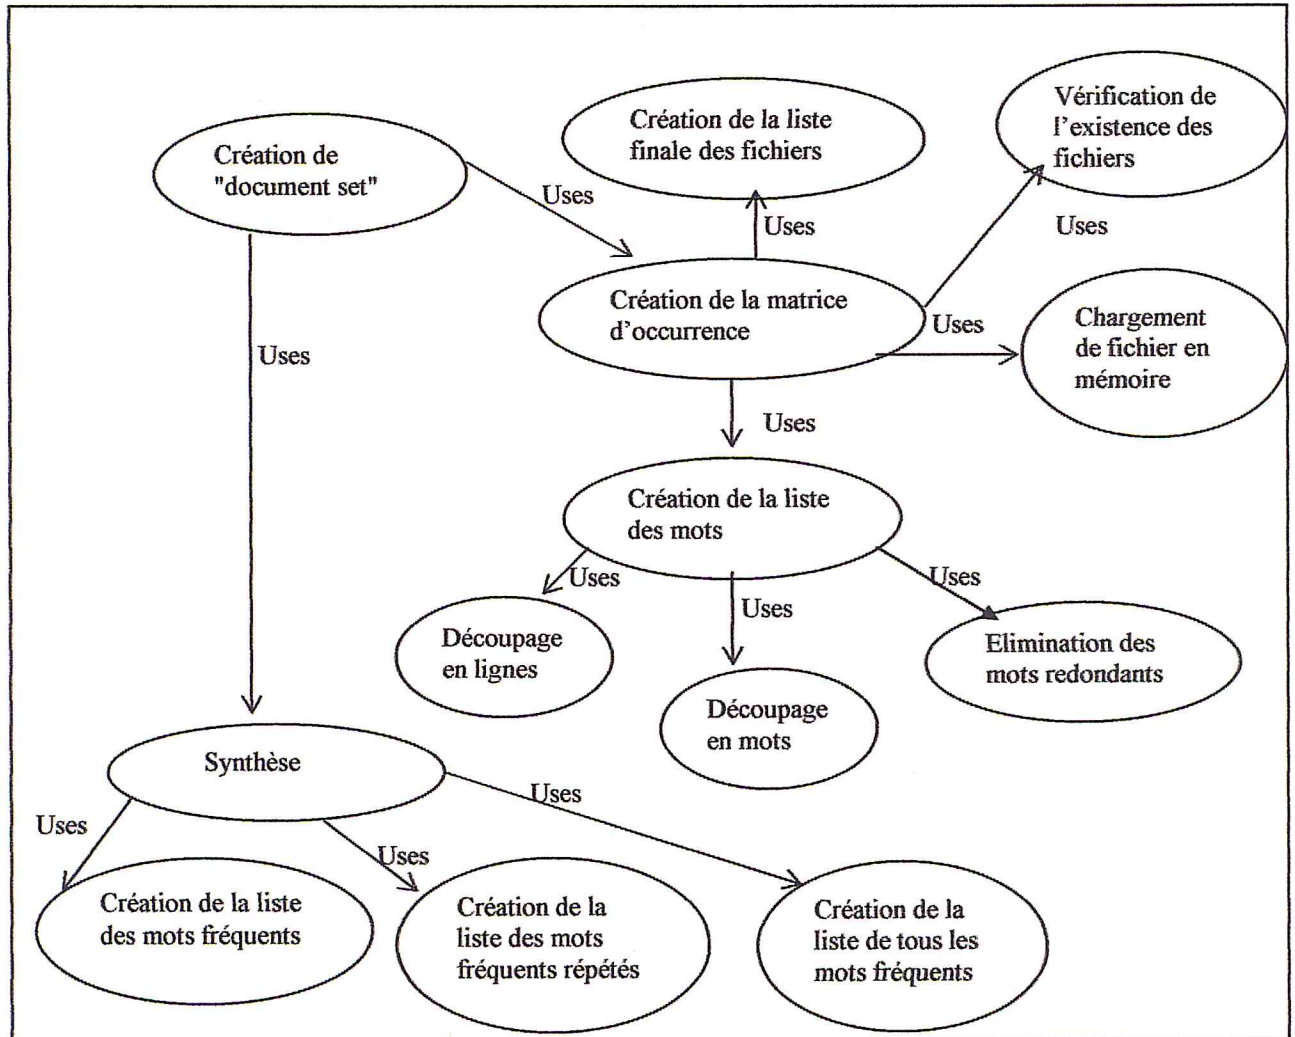 Création de
"document set"
Création de la liste
finale des fichiers
Vérification de
l'existence des
fichiers
Uses
Uses
Uses
Création de la matrice
d'occurrence
Uses
Chargement
de fichier en
mémoire
Uses
Uses
Création de la liste
des mots
Uses
Uses
Uses
Découpage
en lignes
Elimination des
mots redondants
Découpage
en mots
Synthèse
Uses
Uses
Uses
Création de la liste
des mots fréquents
Création de la
liste des mots
fréquents répétés
Création de la
liste de tous les
mots fréquents